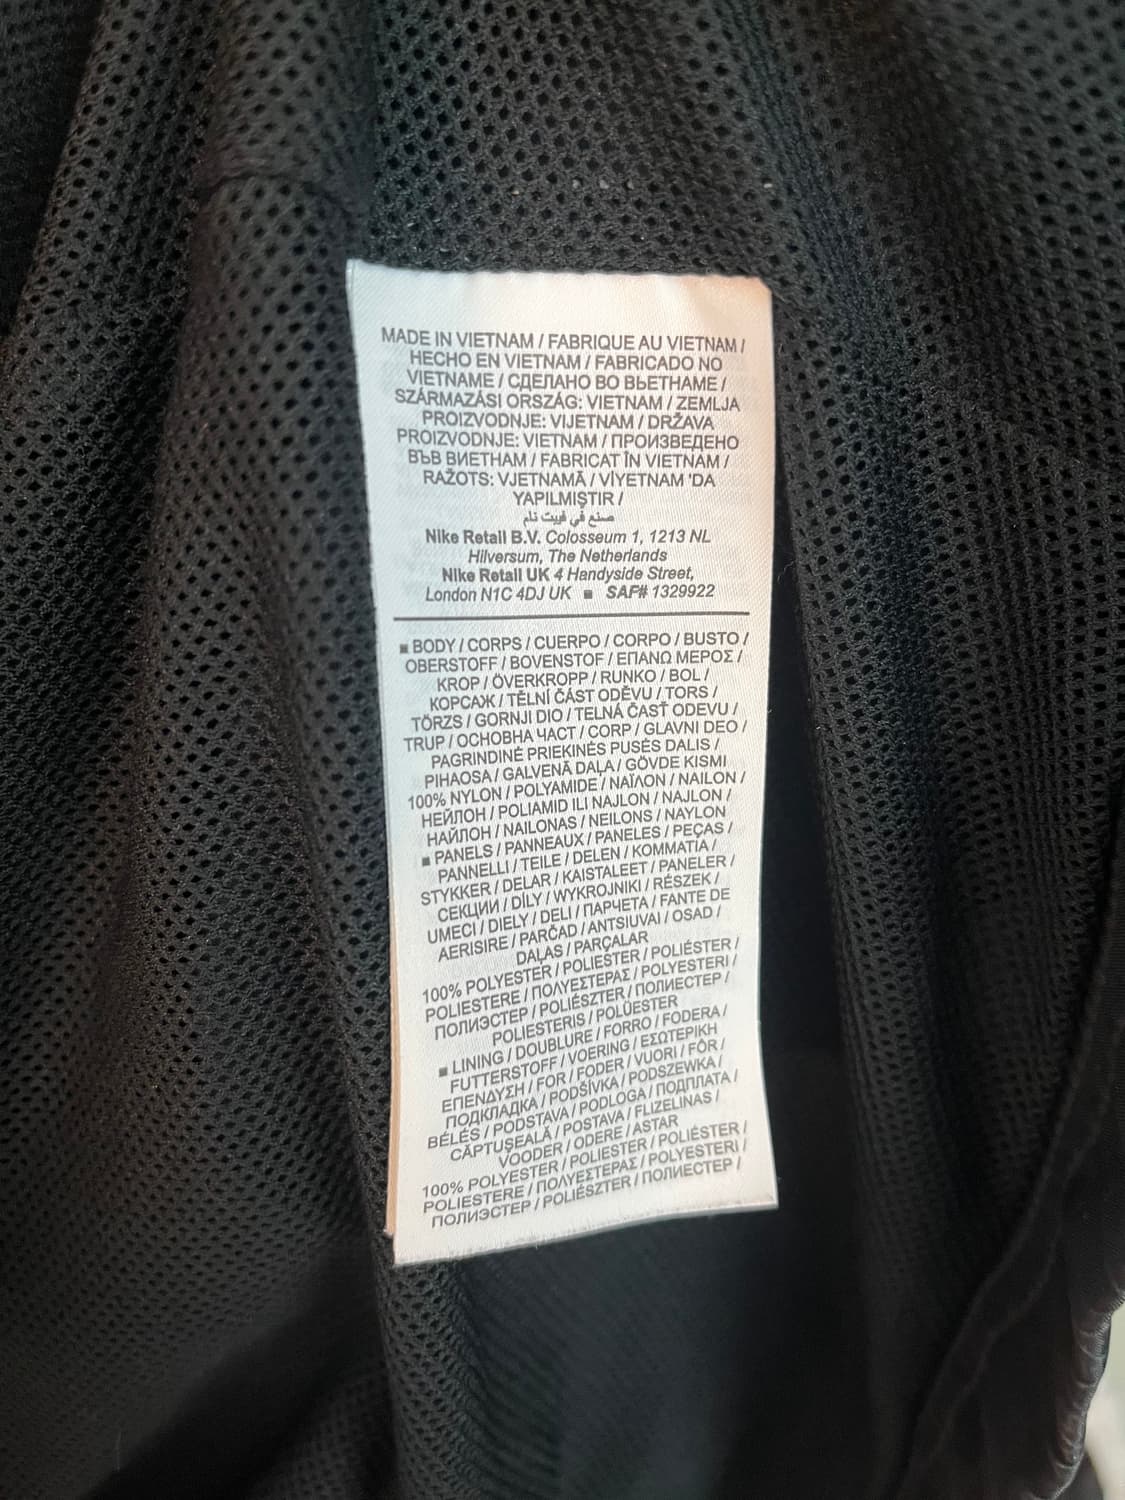 MADE IN VIETNAM / FABRIQUE AU VIETNAM /
HECHO EN VIETNAM / FABRICADO NO
VIETNAME / СДЕЛАНО ВО ВЬЕТНАМЕ /
SZÁRMAZÁSI ORSZÁG: VIETNAM / ZEMLJA
PROIZVODNJE: VIJETNAM / DRŽAVA
PROIZVODNJE: VIETNAM / ПРОИЗВЕДЕНО
ВЪВ ВИЕТНАМ / FABRICAT ÎN VIETNAM /
RAŽOTS: VJETNAMĀ / VİYETNAM 'DA
YAPILMIŞTIR /
صنع في فييت نام
Nike Retail B.V. Colosseum 1, 1213 NL
Hilversum, The Netherlands
Nike Retail UK 4 Handyside Street,
London N1C 4DJ UK ■ SAF# 1329922
■ BODY / CORPS / CUERPO / CORPO / BUSTO /
OBERSTOFF / BOVENSTOF / ΕΠΑΝΩ ΜΕΡΟΣ /
KROP / ÖVERKROPP / RUNKO / BOL /
КОРСАЖ / TĚLNÍ ČÁST ODĚVU / TORS /
TÖRZS / GORNJI DIO / TELNÁ ČASŤ ODEVU /
TRUP / ОСНОВНА ЧАСТ / CORP / GLAVNI DEO /
PAGRINDINĖ PRIEKINĖS PUSĖS DALIS /
PIHAOSA / GALVENĀ DAĻA / GÖVDE KISMI
100% NYLON / POLYAMIDE / ΝΑΪΛΟΝ / NAILON /
НЕЙЛОН / POLIAMID ILI NAJLON / NAJLON /
НАЙЛОН / NAILONAS / NEILONS / NAYLON
■ PANELS / PANNEAUX / PANELES / PEÇAS /
PANNELLI / TEILE / DELEN / ΚΟΜΜΑΤΙΑ /
STYKKER / DELAR / KAISTALEET / PANELER /
СЕКЦИИ / DÍLY / WYKROJNIKI / RÉSZEK /
UMECI / DIELY / DELI / ПАРЧЕТА / FANTE DE
AERISIRE / PARČAD / ANTSIUVAI / OSAD /
DAĻAS / PARÇALAR
100% POLYESTER / POLIESTER / POLIÉSTER /
POLIESTERE / ΠΟΛΥΕΣΤΕΡΑΣ / POLYESTERI /
ПОЛИЭСТЕР / POLIÉSZTER / ПОЛИЕСТЕР /
POLIESTERIS / POLÜESTER
■ LINING / DOUBLURE / FORRO / FODERA /
FUTTERSTOFF / VOERING / ΕΣΩΤΕΡΙΚΗ
ΕΠΕΝΔΥΣΗ / FOR / FODER / VUORI / FÔR /
ПОДКЛАДКА / PODŠÍVKA / PODSZEWKA /
BÉLÉS / PODSTAVA / PODLOGA / ПОДПЛАТА /
CĂPTUŞEALĂ / POSTAVA / FLIZELINAS /
VOODER / ODERE / ASTAR
100% POLYESTER / POLIESTER / POLIÉSTER /
POLIESTERE / ΠΟΛΥΕΣΤΕΡΑΣ / POLYESTERI /
ПОЛИЭСТЕР / POLIÉSZTER / ПОЛИЕСТЕР /